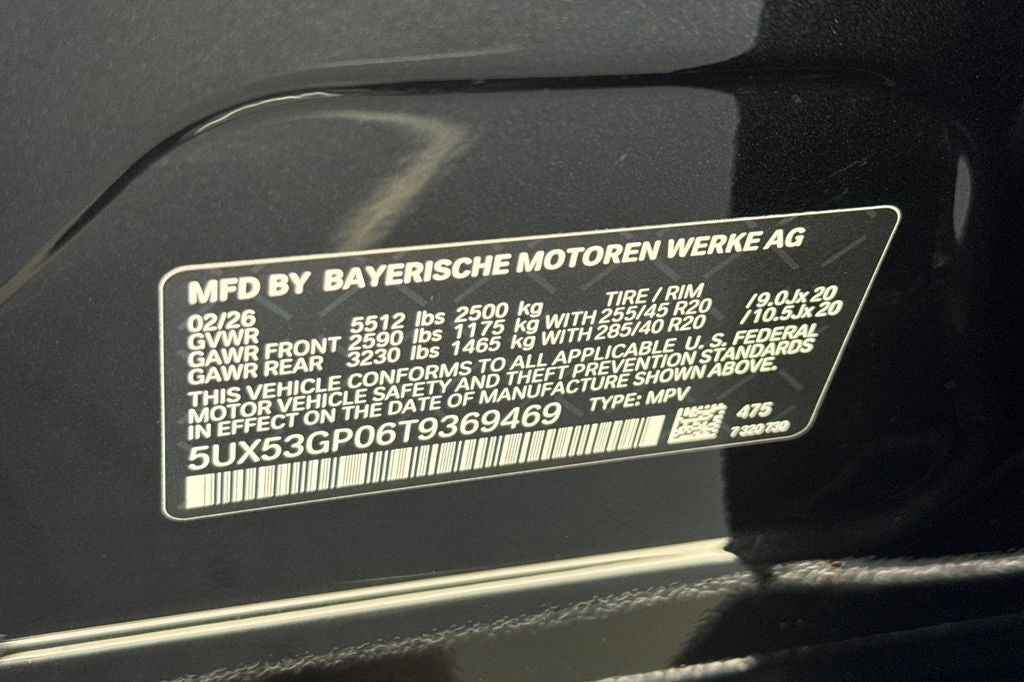 MFD BY BAYERISCHE MOTOREN WERKE AG
02/26 TIRE / RIM
GVWR 5512 lbs 2500 kg
GAWR FRONT 2590 lbs 1175 kg WITH 255/45 R20 /9.0Jx20
GAWR REAR 3230 lbs 1465 kg WITH 285/40 R20 /10.5Jx20
THIS VEHICLE CONFORMS TO ALL APPLICABLE U. S. FEDERAL
MOTOR VEHICLE SAFETY AND THEFT PREVENTION STANDARDS
IN EFFECT ON THE DATE OF MANUFACTURE SHOWN ABOVE.
TYPE: MPV
5UX53GP06T9369469
475
7 320 730